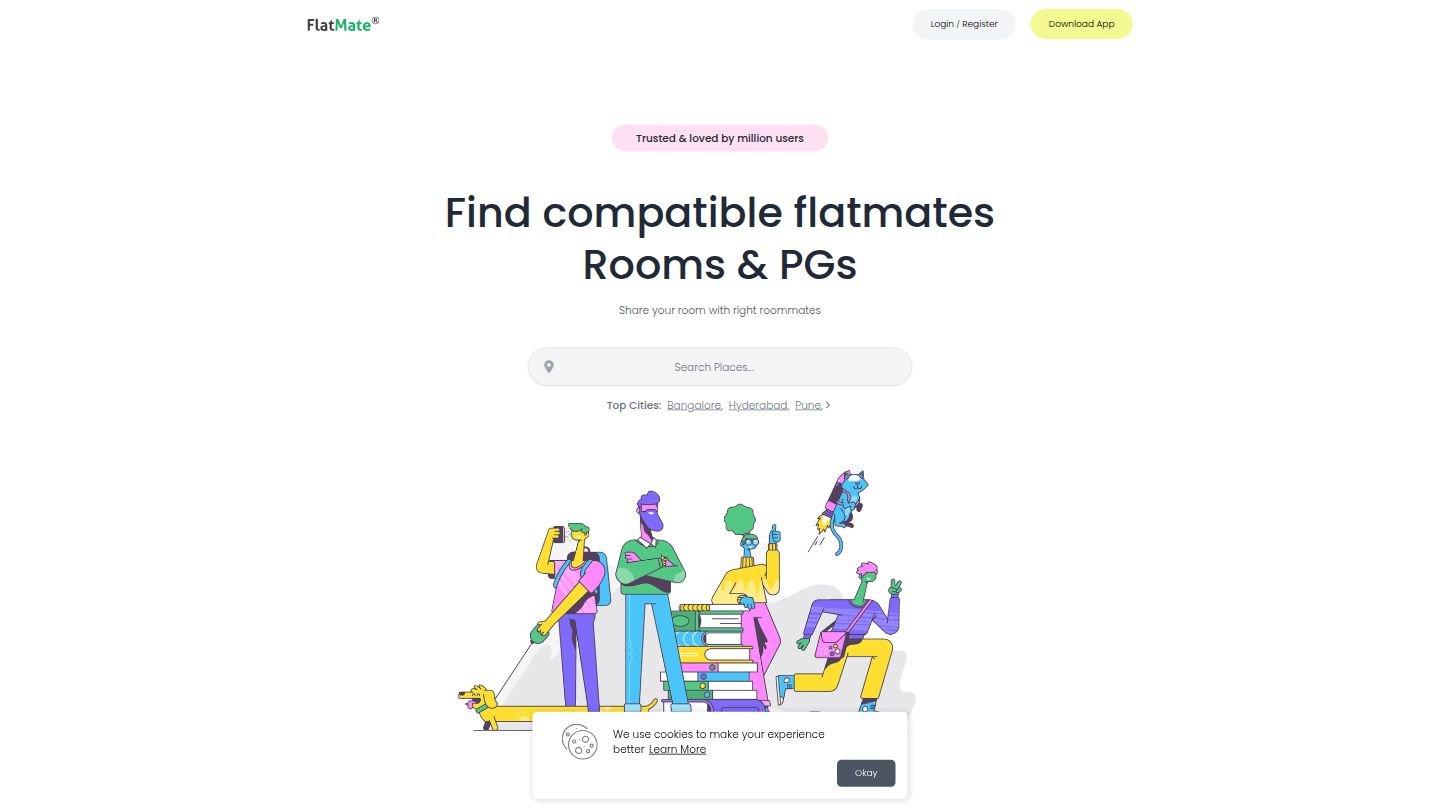 FlatMate®
Login / Register
Download App
Trusted & loved by million users
Find compatible flatmates
Rooms & PGs
Share your room with right roommates
Search Places...
Top Cities: Bangalore, Hyderabad, Pune, >
We use cookies to make your experience
better Learn More
Okay